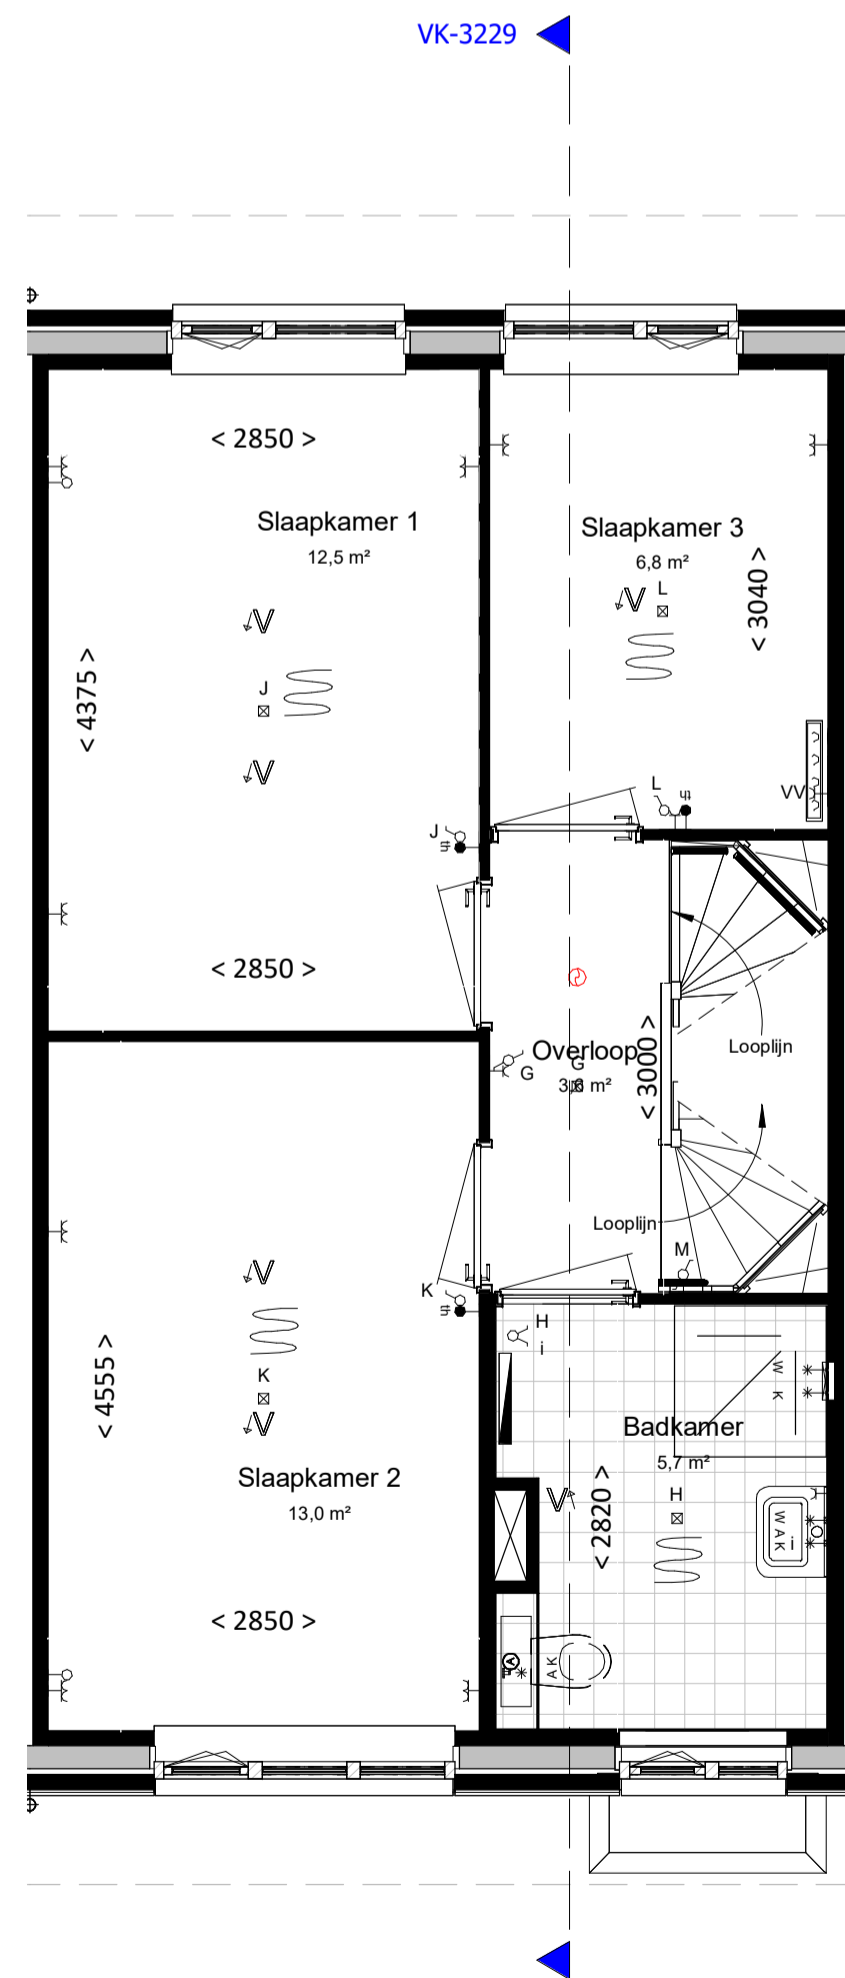 VK-3229
< 2850 >
Slaapkamer 1
12,5 m²
Slaapkamer 3
6,8 m²
L
< 3040 >
< 4375 >
J
VV
L
J
< 2850 >
Overloop
G
G
< 3000 >
Looplijn
Looplijn
M
K
H
i
W K
< 4555 >
K
Badkamer
5,7 m²
H
Slaapkamer 2
13,0 m²
< 2820 >
W A K
i
< 2850 >
A K